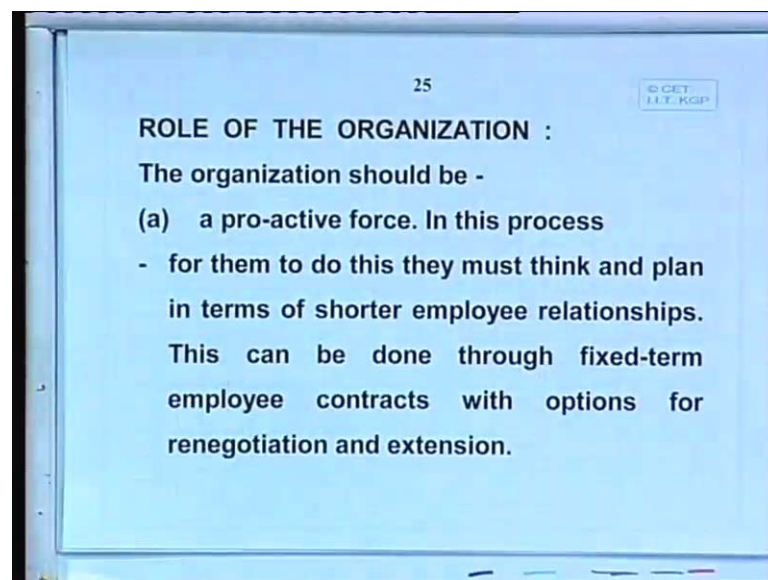 25
© CET
I.I.T. KGP
ROLE OF THE ORGANIZATION :
The organization should be -
(a) a pro-active force. In this process
- for them to do this they must think and plan
in terms of shorter employee relationships.
This can be done through fixed-term
employee contracts with options for
renegotiation and extension.